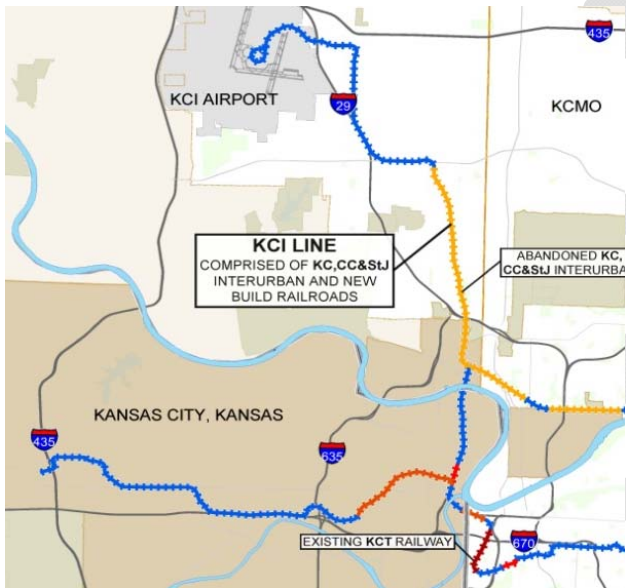 435
KCI AIRPORT
29
KCMO
KCI LINE
COMPRISED OF KC,CC&StJ
INTERURBAN AND NEW
BUILD RAILROADS
ABANDONED KC,
CC&StJ INTERURBA
KANSAS CITY, KANSAS
435
635
EXISTING KCT RAILWAY
670